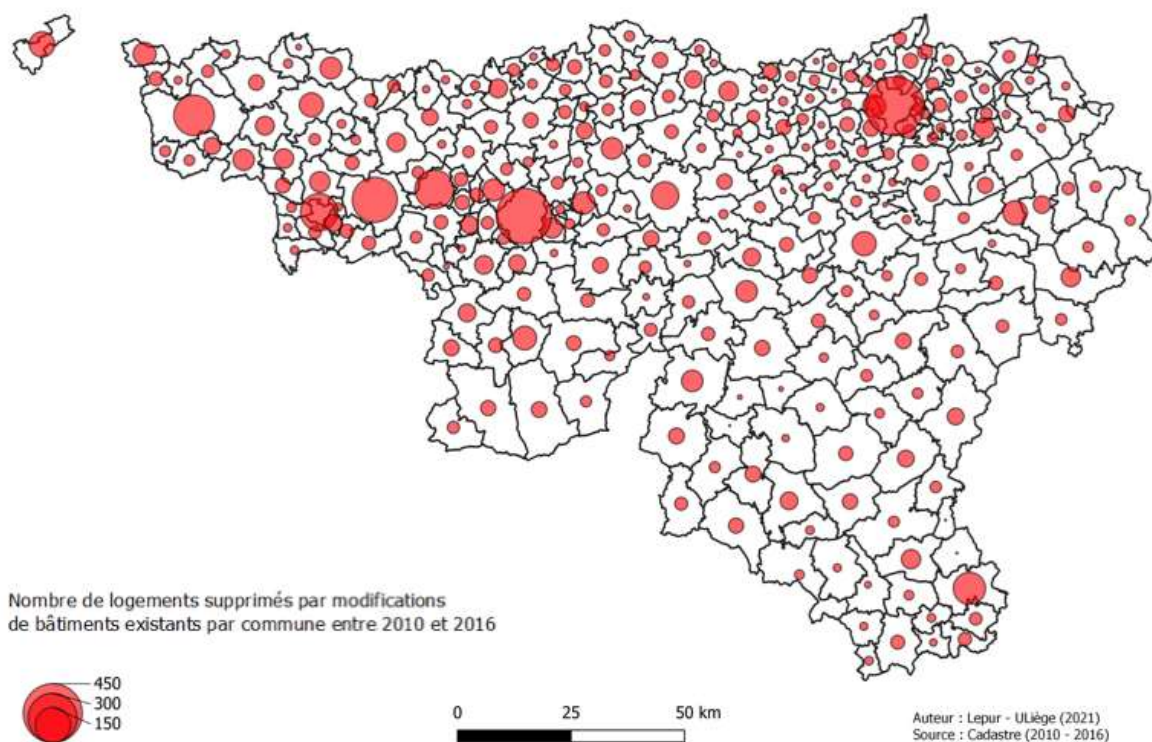 Nombre de logements supprimés par modifications
de bâtiments existants par commune entre 2010 et 2016
450
300
150
0 25 50 km
Auteur : Lepur - ULiège (2021)
Source : Cadastre (2010 - 2016)